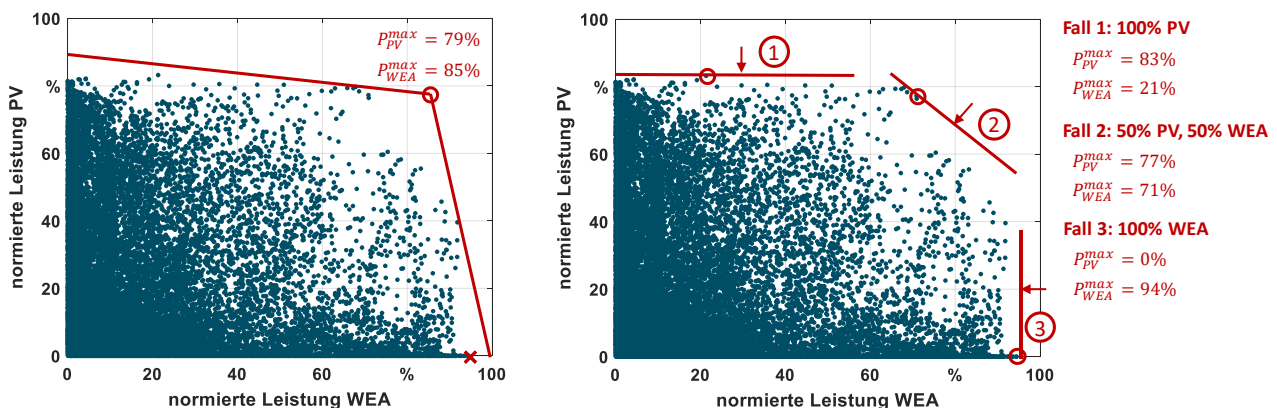 100
80
%
60
40
20
0
normierte Leistung PV
P_PV^max = 79%
P_WEA^max = 85%
0
20
40
60
%
100
normierte Leistung WEA
100
80
%
60
40
20
0
normierte Leistung PV
1
2
3
0
20
40
60
%
100
normierte Leistung WEA
Fall 1: 100% PV
P_PV^max = 83%
P_WEA^max = 21%
Fall 2: 50% PV, 50% WEA
P_PV^max = 77%
P_WEA^max = 71%
Fall 3: 100% WEA
P_PV^max = 0%
P_WEA^max = 94%